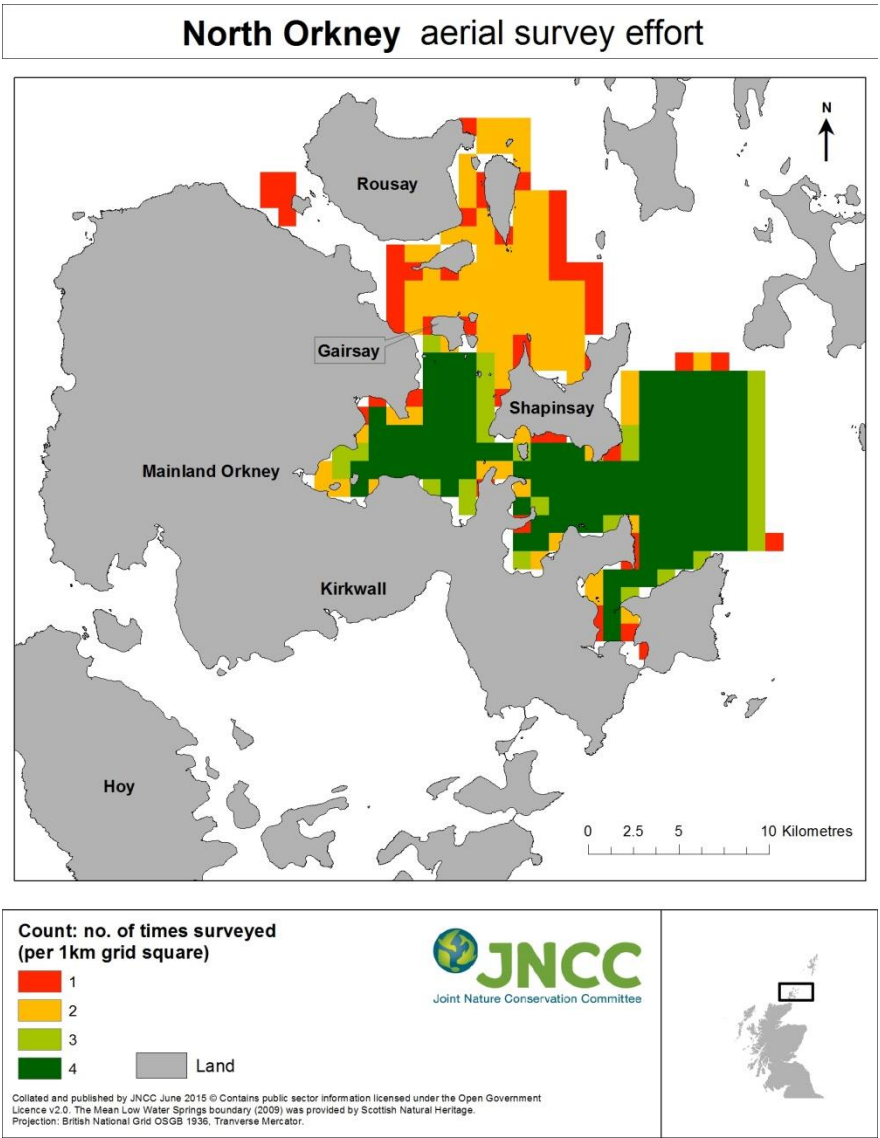 North Orkney aerial survey effort
N
Rousay
Gairsay
Shapinsay
Mainland Orkney
Kirkwall
Hoy
0 2.5 5 10 Kilometres
Count: no. of times surveyed
(per 1km grid square)
1
2
3
4
Land
JNCC
Joint Nature Conservation Committee
Collated and published by JNCC June 2015 © Contains public sector information licensed under the Open Government
Licence v2.0. The Mean Low Water Springs boundary (2009) was provided by Scottish Natural Heritage.
Projection: British National Grid OSGB 1936, Tranverse Mercator.